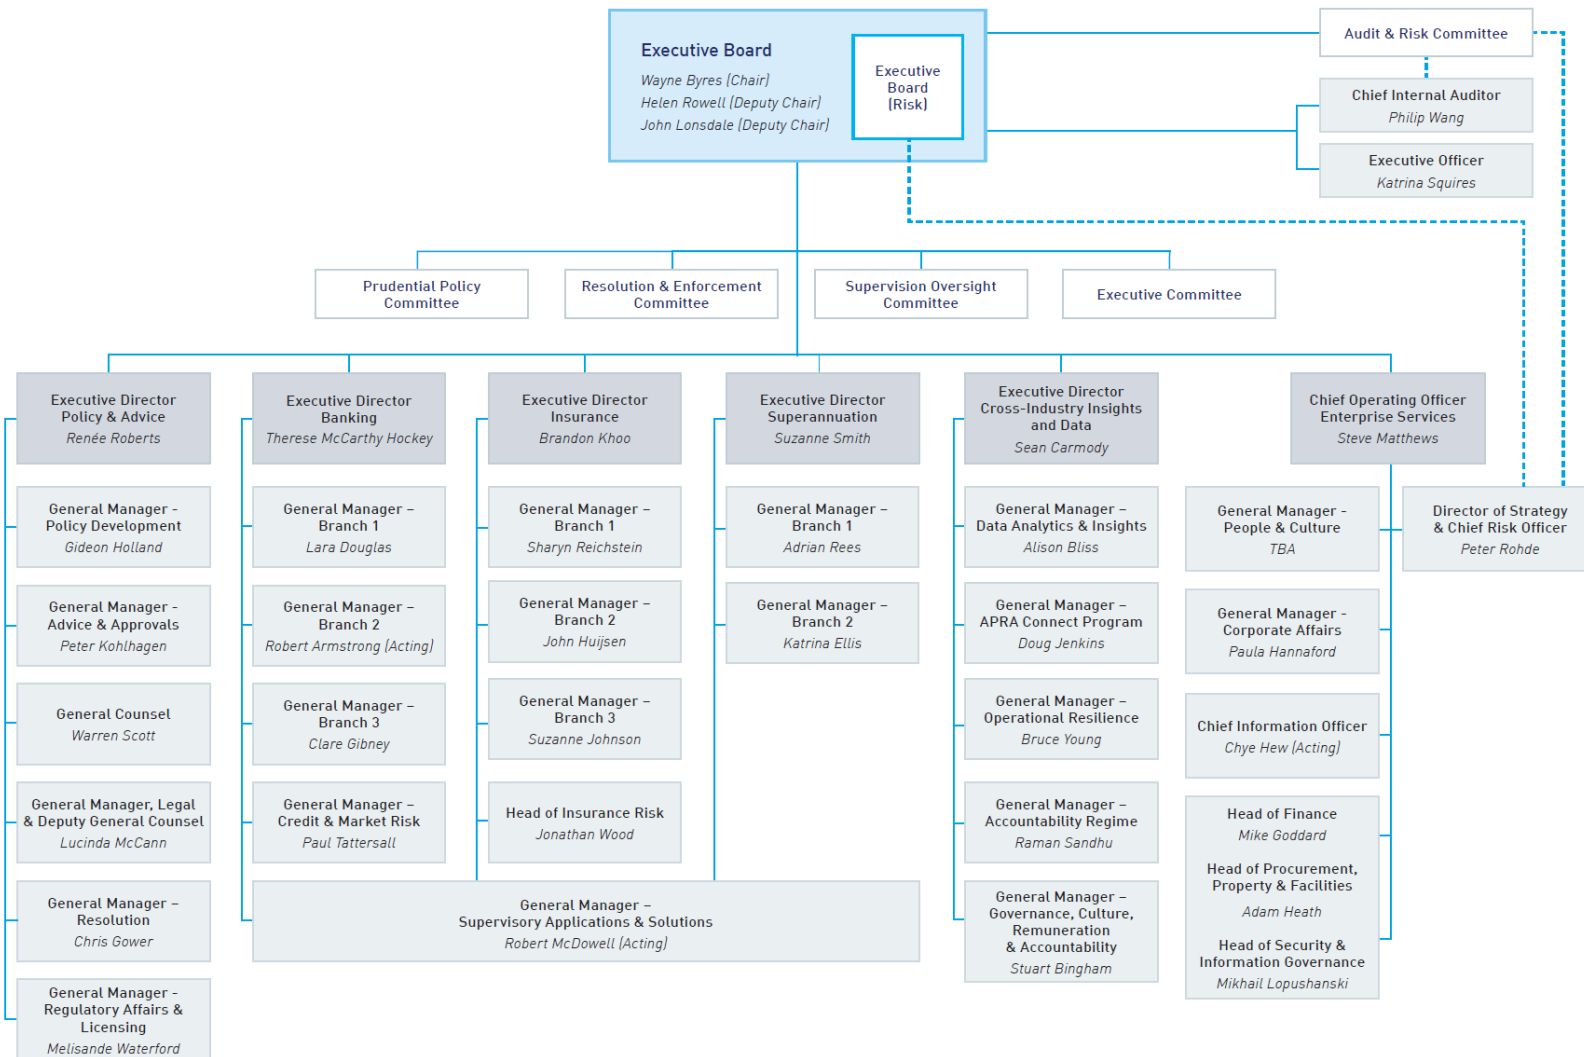 Executive Board
Wayne Byres (Chair)
Helen Rowell (Deputy Chair)
John Lonsdale (Deputy Chair)
Executive
Board
(Risk)
Audit & Risk Committee
Chief Internal Auditor
Philip Wang
Executive Officer
Katrina Squires
Prudential Policy
Committee
Resolution & Enforcement
Committee
Supervision Oversight
Committee
Executive Committee
Executive Director
Policy & Advice
Renée Roberts
General Manager -
Policy Development
Gideon Holland
General Manager -
Advice & Approvals
Peter Kohlhagen
General Counsel
Warren Scott
General Manager, Legal
& Deputy General Counsel
Lucinda McCann
General Manager –
Resolution
Chris Gower
General Manager -
Regulatory Affairs &
Licensing
Melisande Waterford
Executive Director
Banking
Therese McCarthy Hockey
General Manager –
Branch 1
Lara Douglas
General Manager –
Branch 2
Robert Armstrong (Acting)
General Manager –
Branch 3
Clare Gibney
General Manager –
Credit & Market Risk
Paul Tattersall
Executive Director
Insurance
Brandon Khoo
General Manager –
Branch 1
Sharyn Reichstein
General Manager –
Branch 2
John Huijsen
General Manager –
Branch 3
Suzanne Johnson
Head of Insurance Risk
Jonathan Wood
Executive Director
Superannuation
Suzanne Smith
General Manager –
Branch 1
Adrian Rees
General Manager –
Branch 2
Katrina Ellis
General Manager –
Supervisory Applications & Solutions
Robert McDowell (Acting)
Executive Director
Cross-Industry Insights
and Data
Sean Carmody
General Manager –
Data Analytics & Insights
Alison Bliss
General Manager –
APRA Connect Program
Doug Jenkins
General Manager –
Operational Resilience
Bruce Young
General Manager –
Accountability Regime
Raman Sandhu
General Manager –
Governance, Culture,
Remuneration
& Accountability
Stuart Bingham
Chief Operating Officer
Enterprise Services
Steve Matthews
General Manager -
People & Culture
TBA
General Manager -
Corporate Affairs
Paula Hannaford
Chief Information Officer
Chye Hew (Acting)
Head of Finance
Mike Goddard
Head of Procurement,
Property & Facilities
Adam Heath
Head of Security &
Information Governance
Mikhail Lopushanski
Director of Strategy
& Chief Risk Officer
Peter Rohde